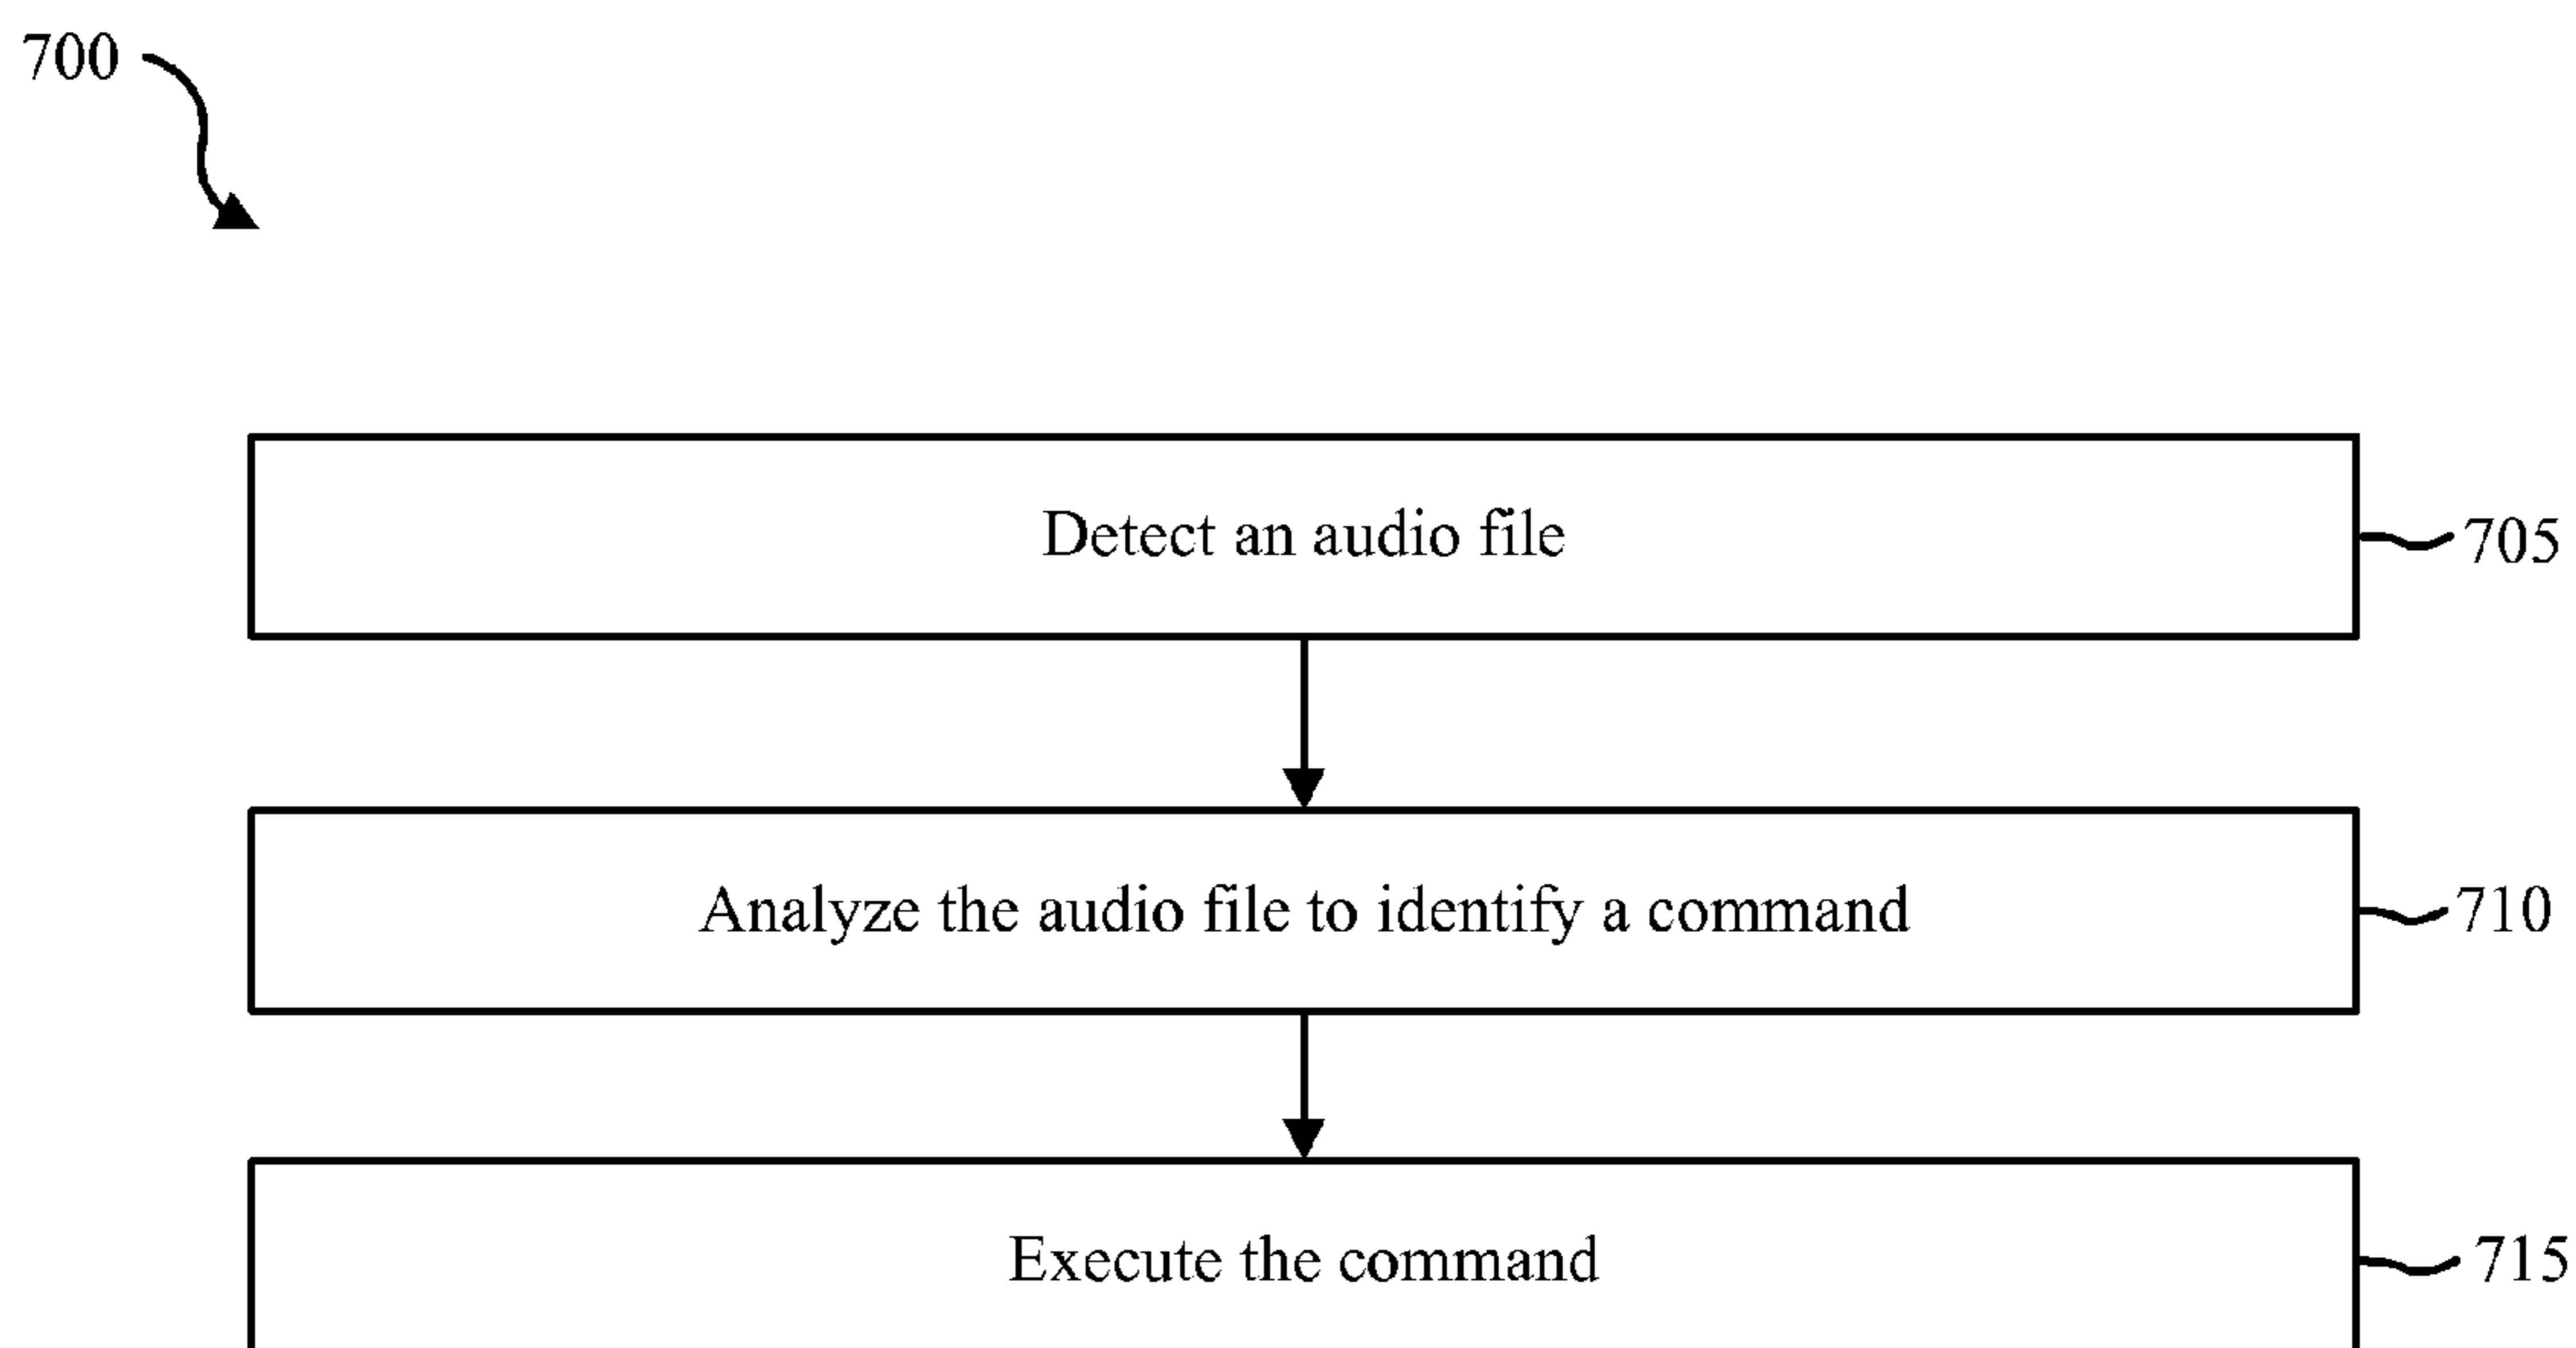 700
Detect an audio file
705
Analyze the audio file to identify a command
710
Execute the command
715